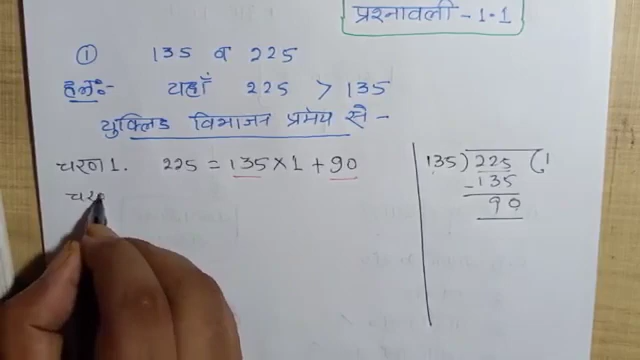 प्रश्नावली - 1.1
① 135 व 225
हलः- यहाँ 225 > 135
युक्लिड विभाजन प्रमेय से -
चरण 1. 225 = 135 × 1 + 90
चरण
135) 225 (1
- 135
90